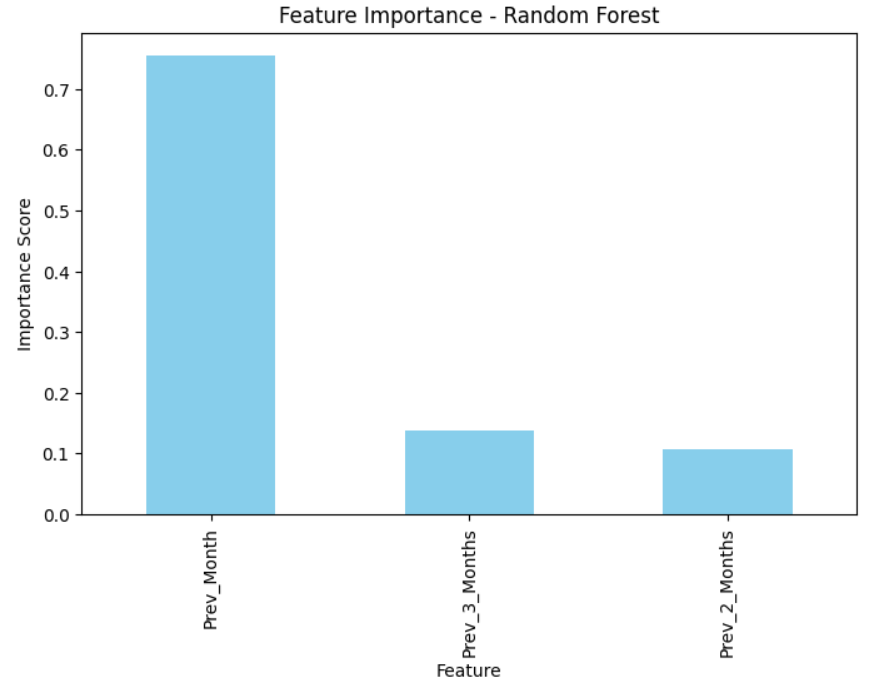 Feature Importance - Random Forest
Importance Score
0.7
0.6
0.5
0.4
0.3
0.2
0.1
0.0
Prev_Month
Prev_3_Months
Prev_2_Months
Feature